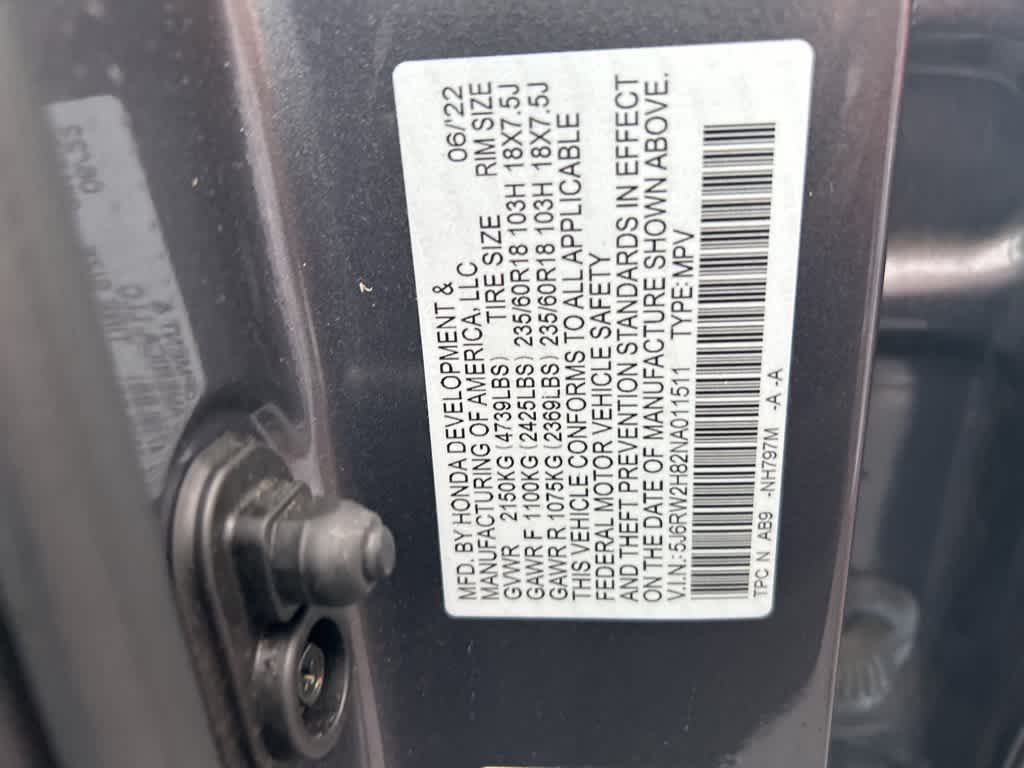 MFD. BY HONDA DEVELOPMENT & 06/'22
MANUFACTURING OF AMERICA, LLC
TIRE SIZE RIM SIZE
GVWR 2150KG (4739LBS)
GAWR F 1100KG (2425LBS) 235/60R18 103H 18X7.5J
GAWR R 1075KG (2369LBS) 235/60R18 103H 18X7.5J
THIS VEHICLE CONFORMS TO ALL APPLICABLE
FEDERAL MOTOR VEHICLE SAFETY
AND THEFT PREVENTION STANDARDS IN EFFECT
ON THE DATE OF MANUFACTURE SHOWN ABOVE.
V.I.N.: 5J6RW2H82NA011511 TYPE: MPV
TPC N AB9 -NH797M -A -A